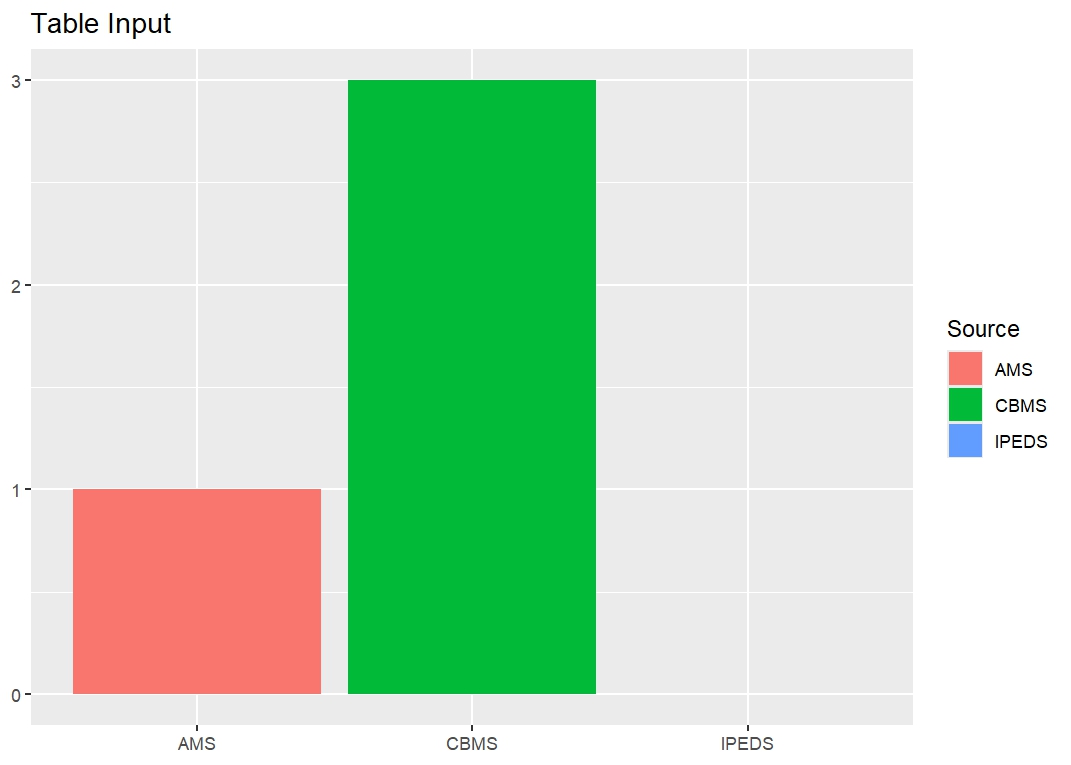 Table Input
3
2
1
0
AMS CBMS IPEDS
Source
AMS
CBMS
IPEDS